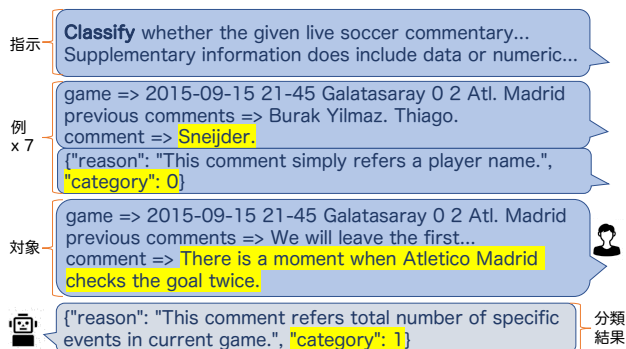 指示
Classify whether the given live soccer commentary...
Supplementary information does include data or numeric...
例
x 7
game => 2015-09-15 21-45 Galatasaray 0 2 Atl. Madrid
previous comments => Burak Yilmaz. Thiago.
comment => Sneijder.
{"reason": "This comment simply refers a player name.",
"category": 0}
対象
game => 2015-09-15 21-45 Galatasaray 0 2 Atl. Madrid
previous comments => We will leave the first...
comment => There is a moment when Atletico Madrid
checks the goal twice.
{"reason": "This comment refers total number of specific
events in current game.", "category": 1}
分類
結果